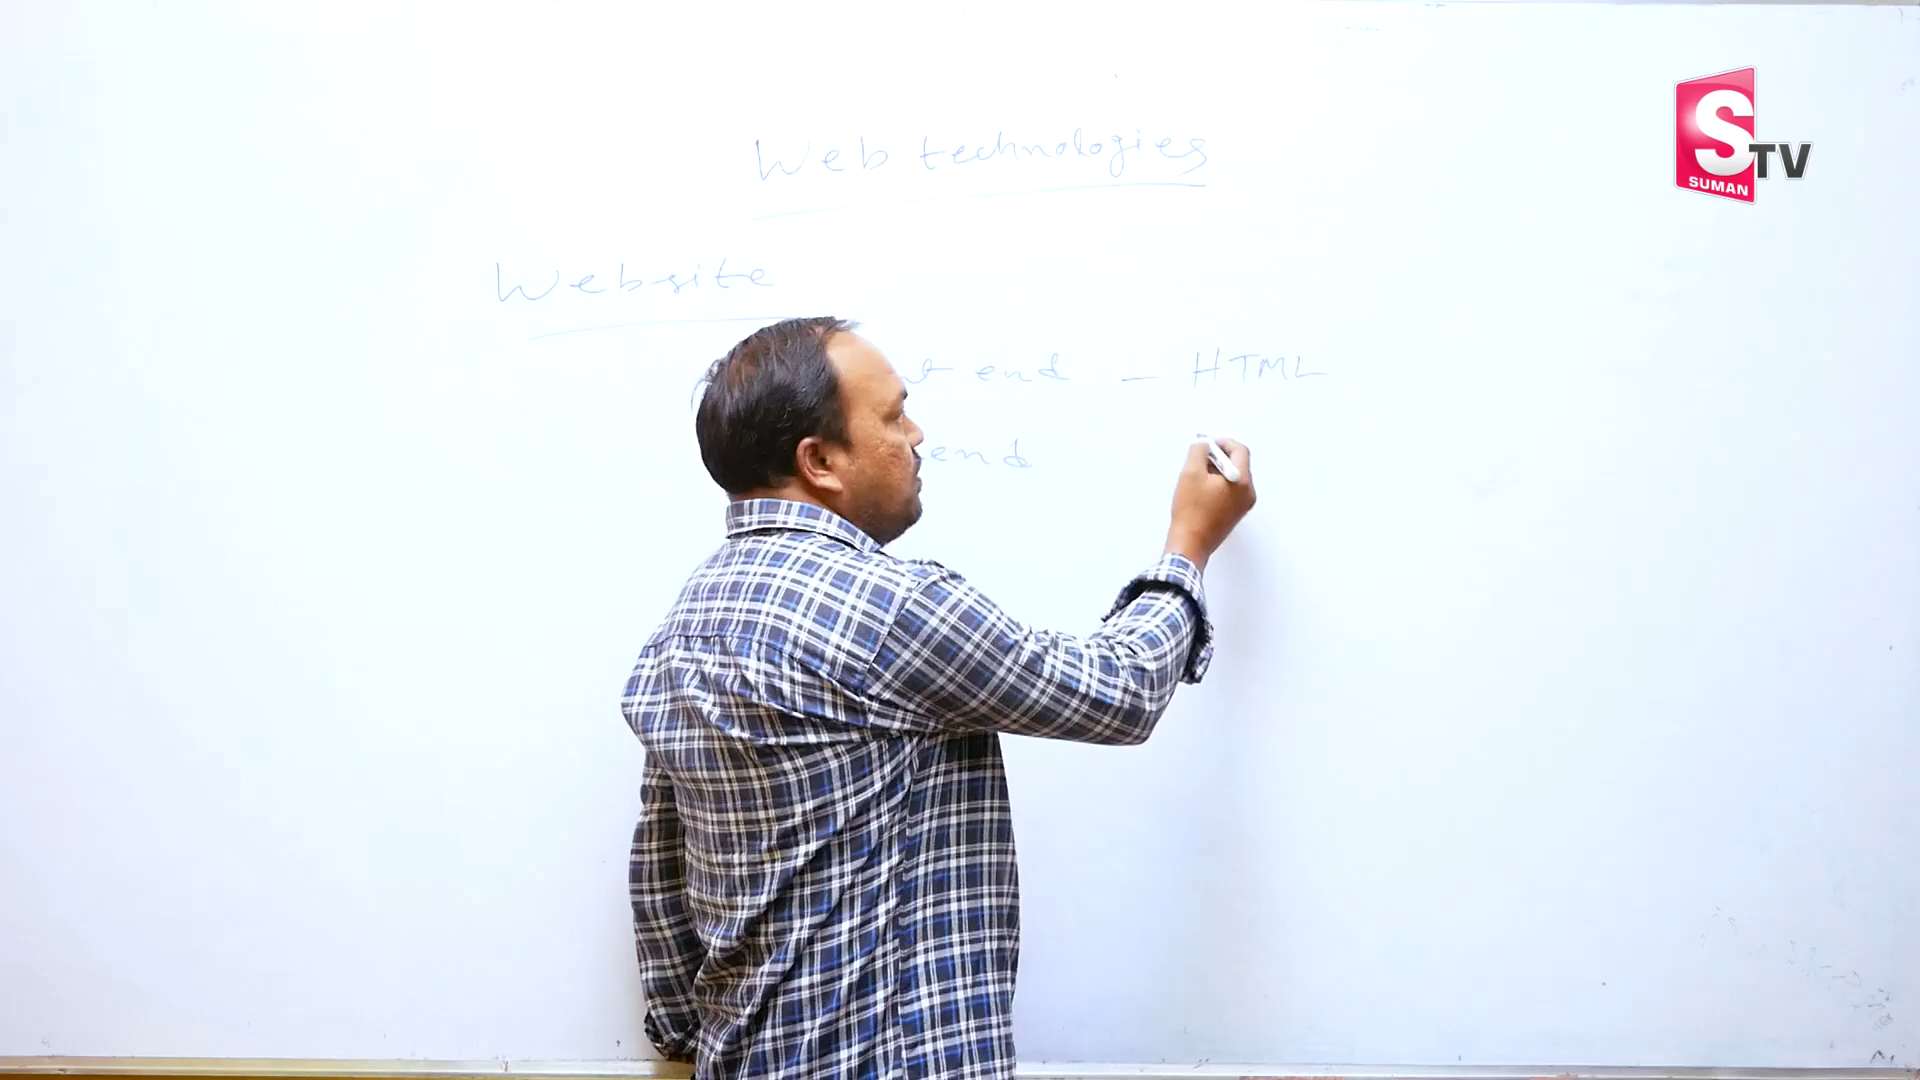 Web technologies
Website
end - HTML
end
S TV
SUMAN